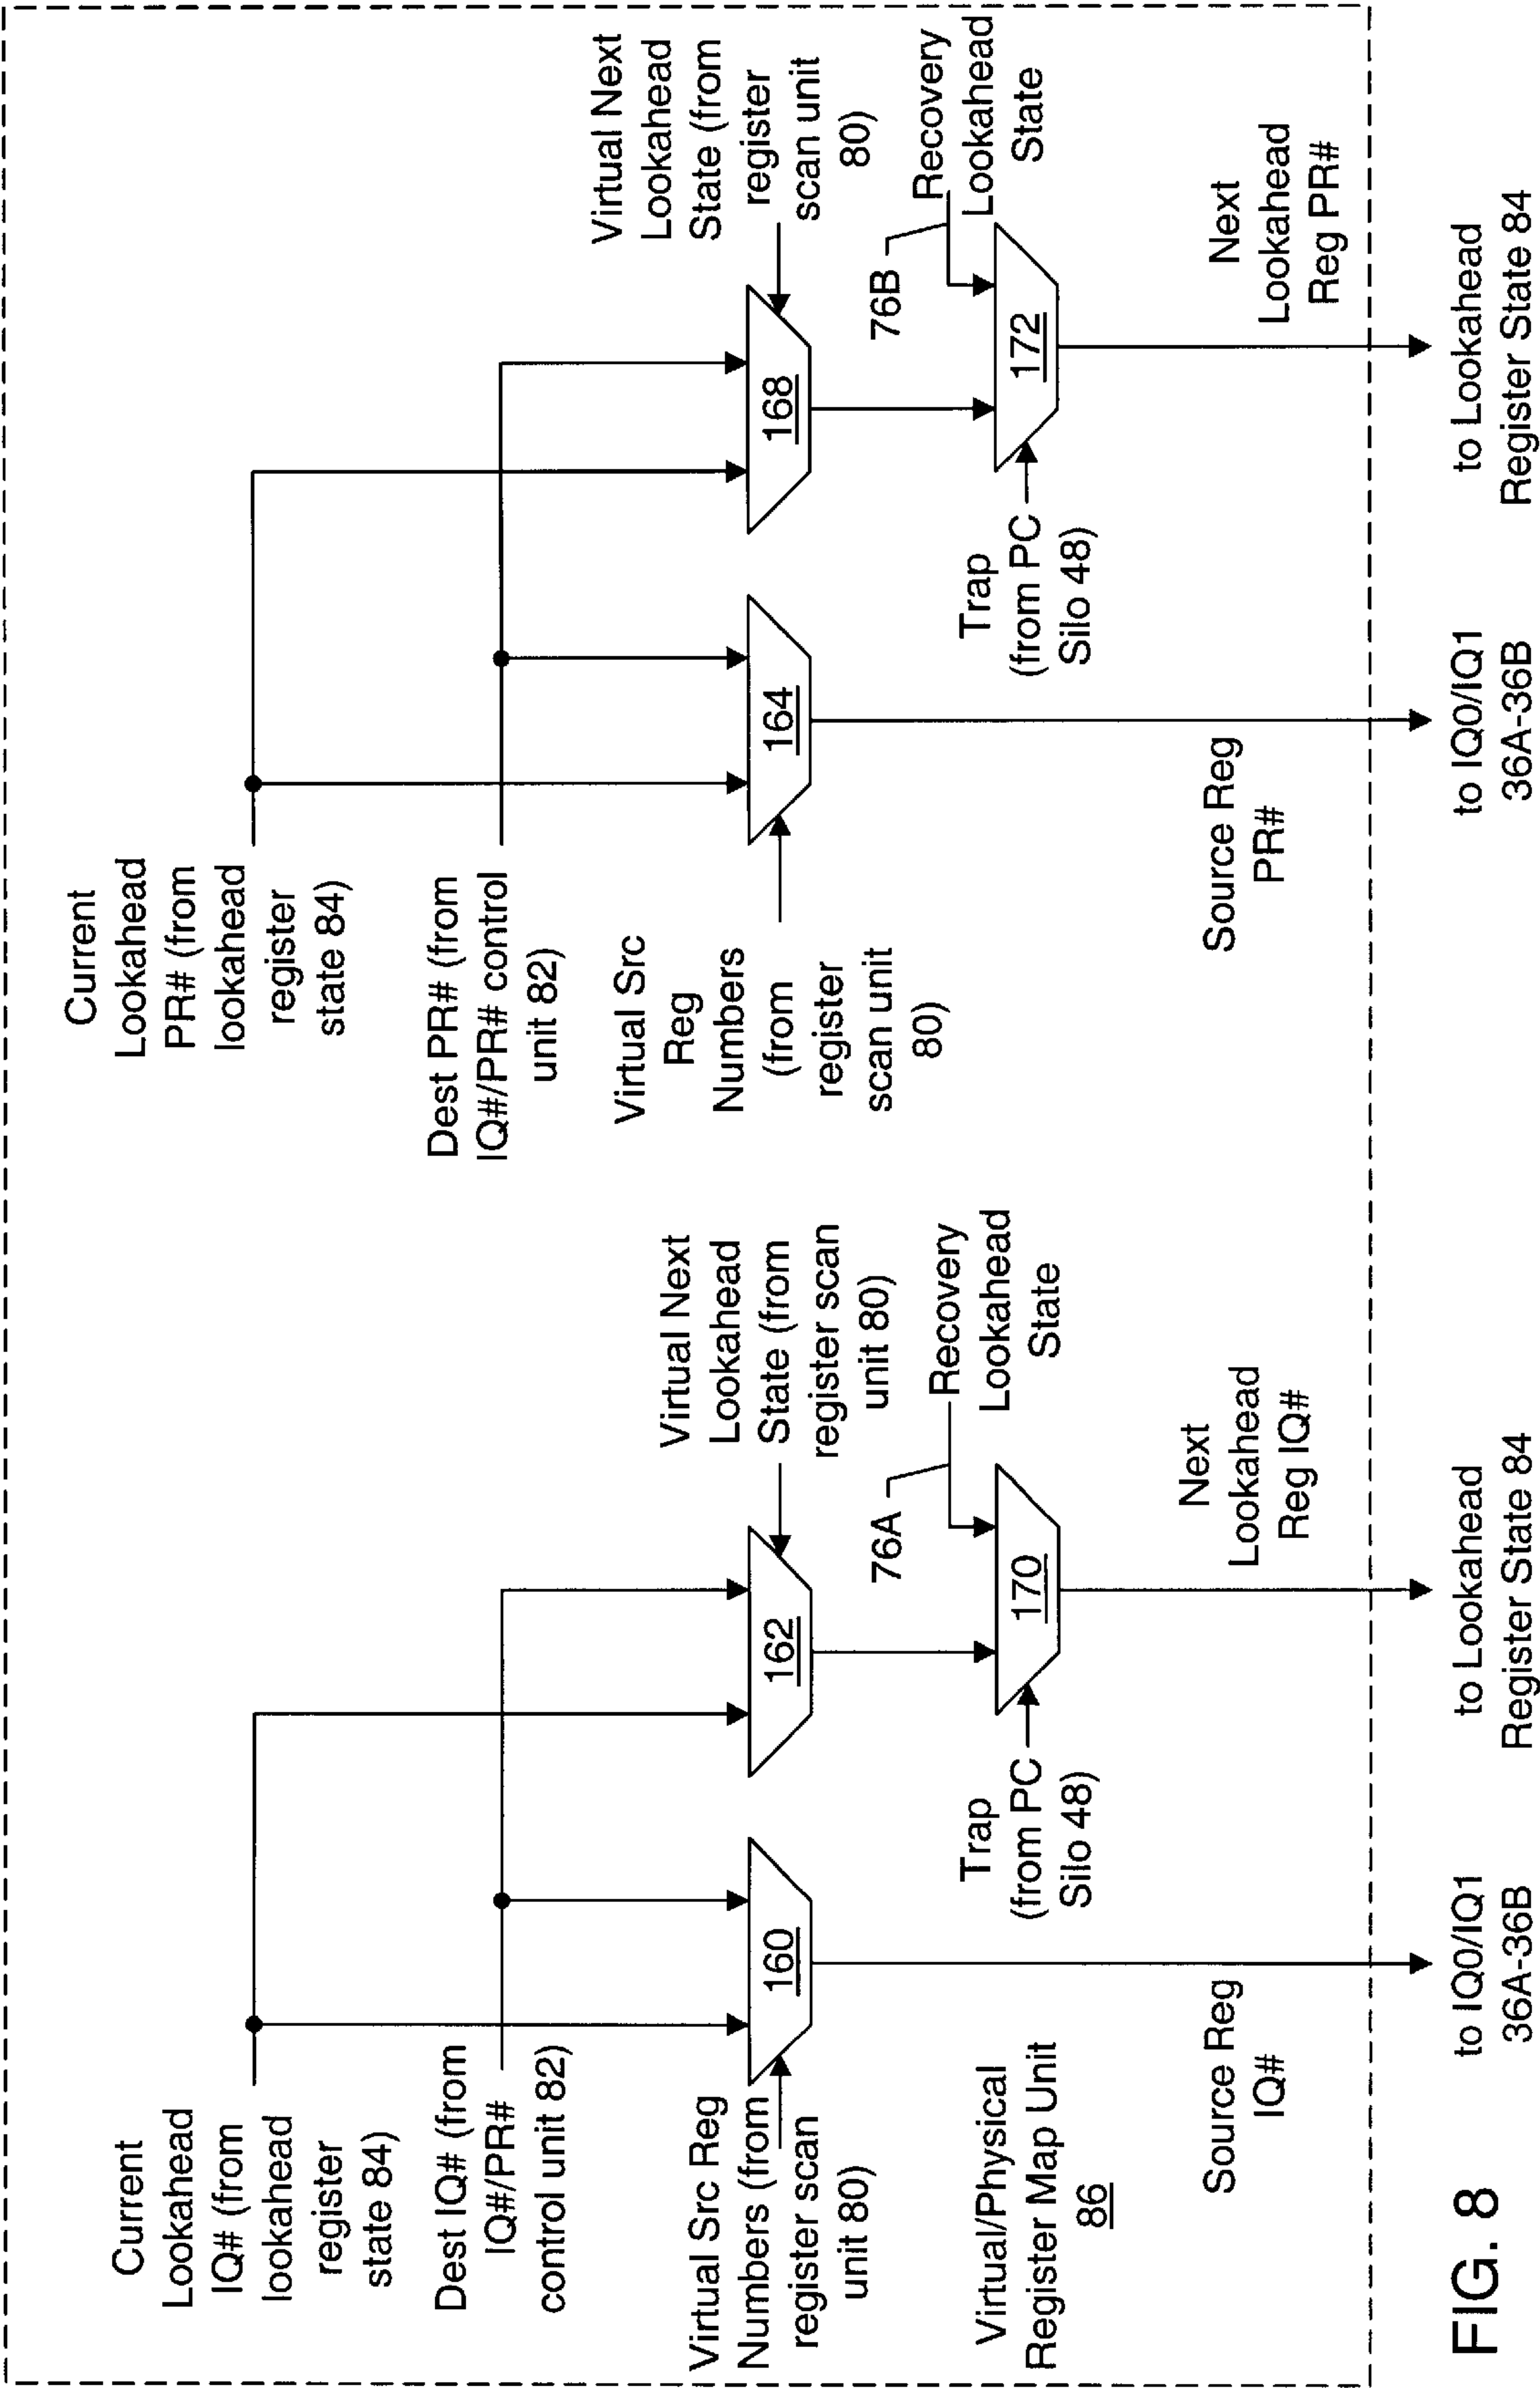 Current
Lookahead
IQ# (from
lookahead
register
state 84)
Dest IQ# (from
IQ#/PR#
control unit 82)
Virtual Src Reg
Numbers (from
register scan
unit 80)
160
162
Virtual Next
Lookahead
State (from
register scan
unit 80)
76A
Recovery
Lookahead
State
Trap
(from PC
Silo 48)
170
Virtual/Physical
Register Map Unit
86
Source Reg
IQ#
Next
Lookahead
Reg IQ#
to IQ0/IQ1
36A-36B
to Lookahead
Register State 84
Current
Lookahead
PR# (from
lookahead
register
state 84)
Dest PR# (from
IQ#/PR# control
unit 82)
Virtual Src
Reg
Numbers
(from
register
scan unit
80)
164
168
Virtual Next
Lookahead
State (from
register
scan unit
80)
76B
Recovery
Lookahead
State
Trap
(from PC
Silo 48)
172
Source Reg
PR#
Next
Lookahead
Reg PR#
to IQ0/IQ1
36A-36B
to Lookahead
Register State 84
FIG. 8